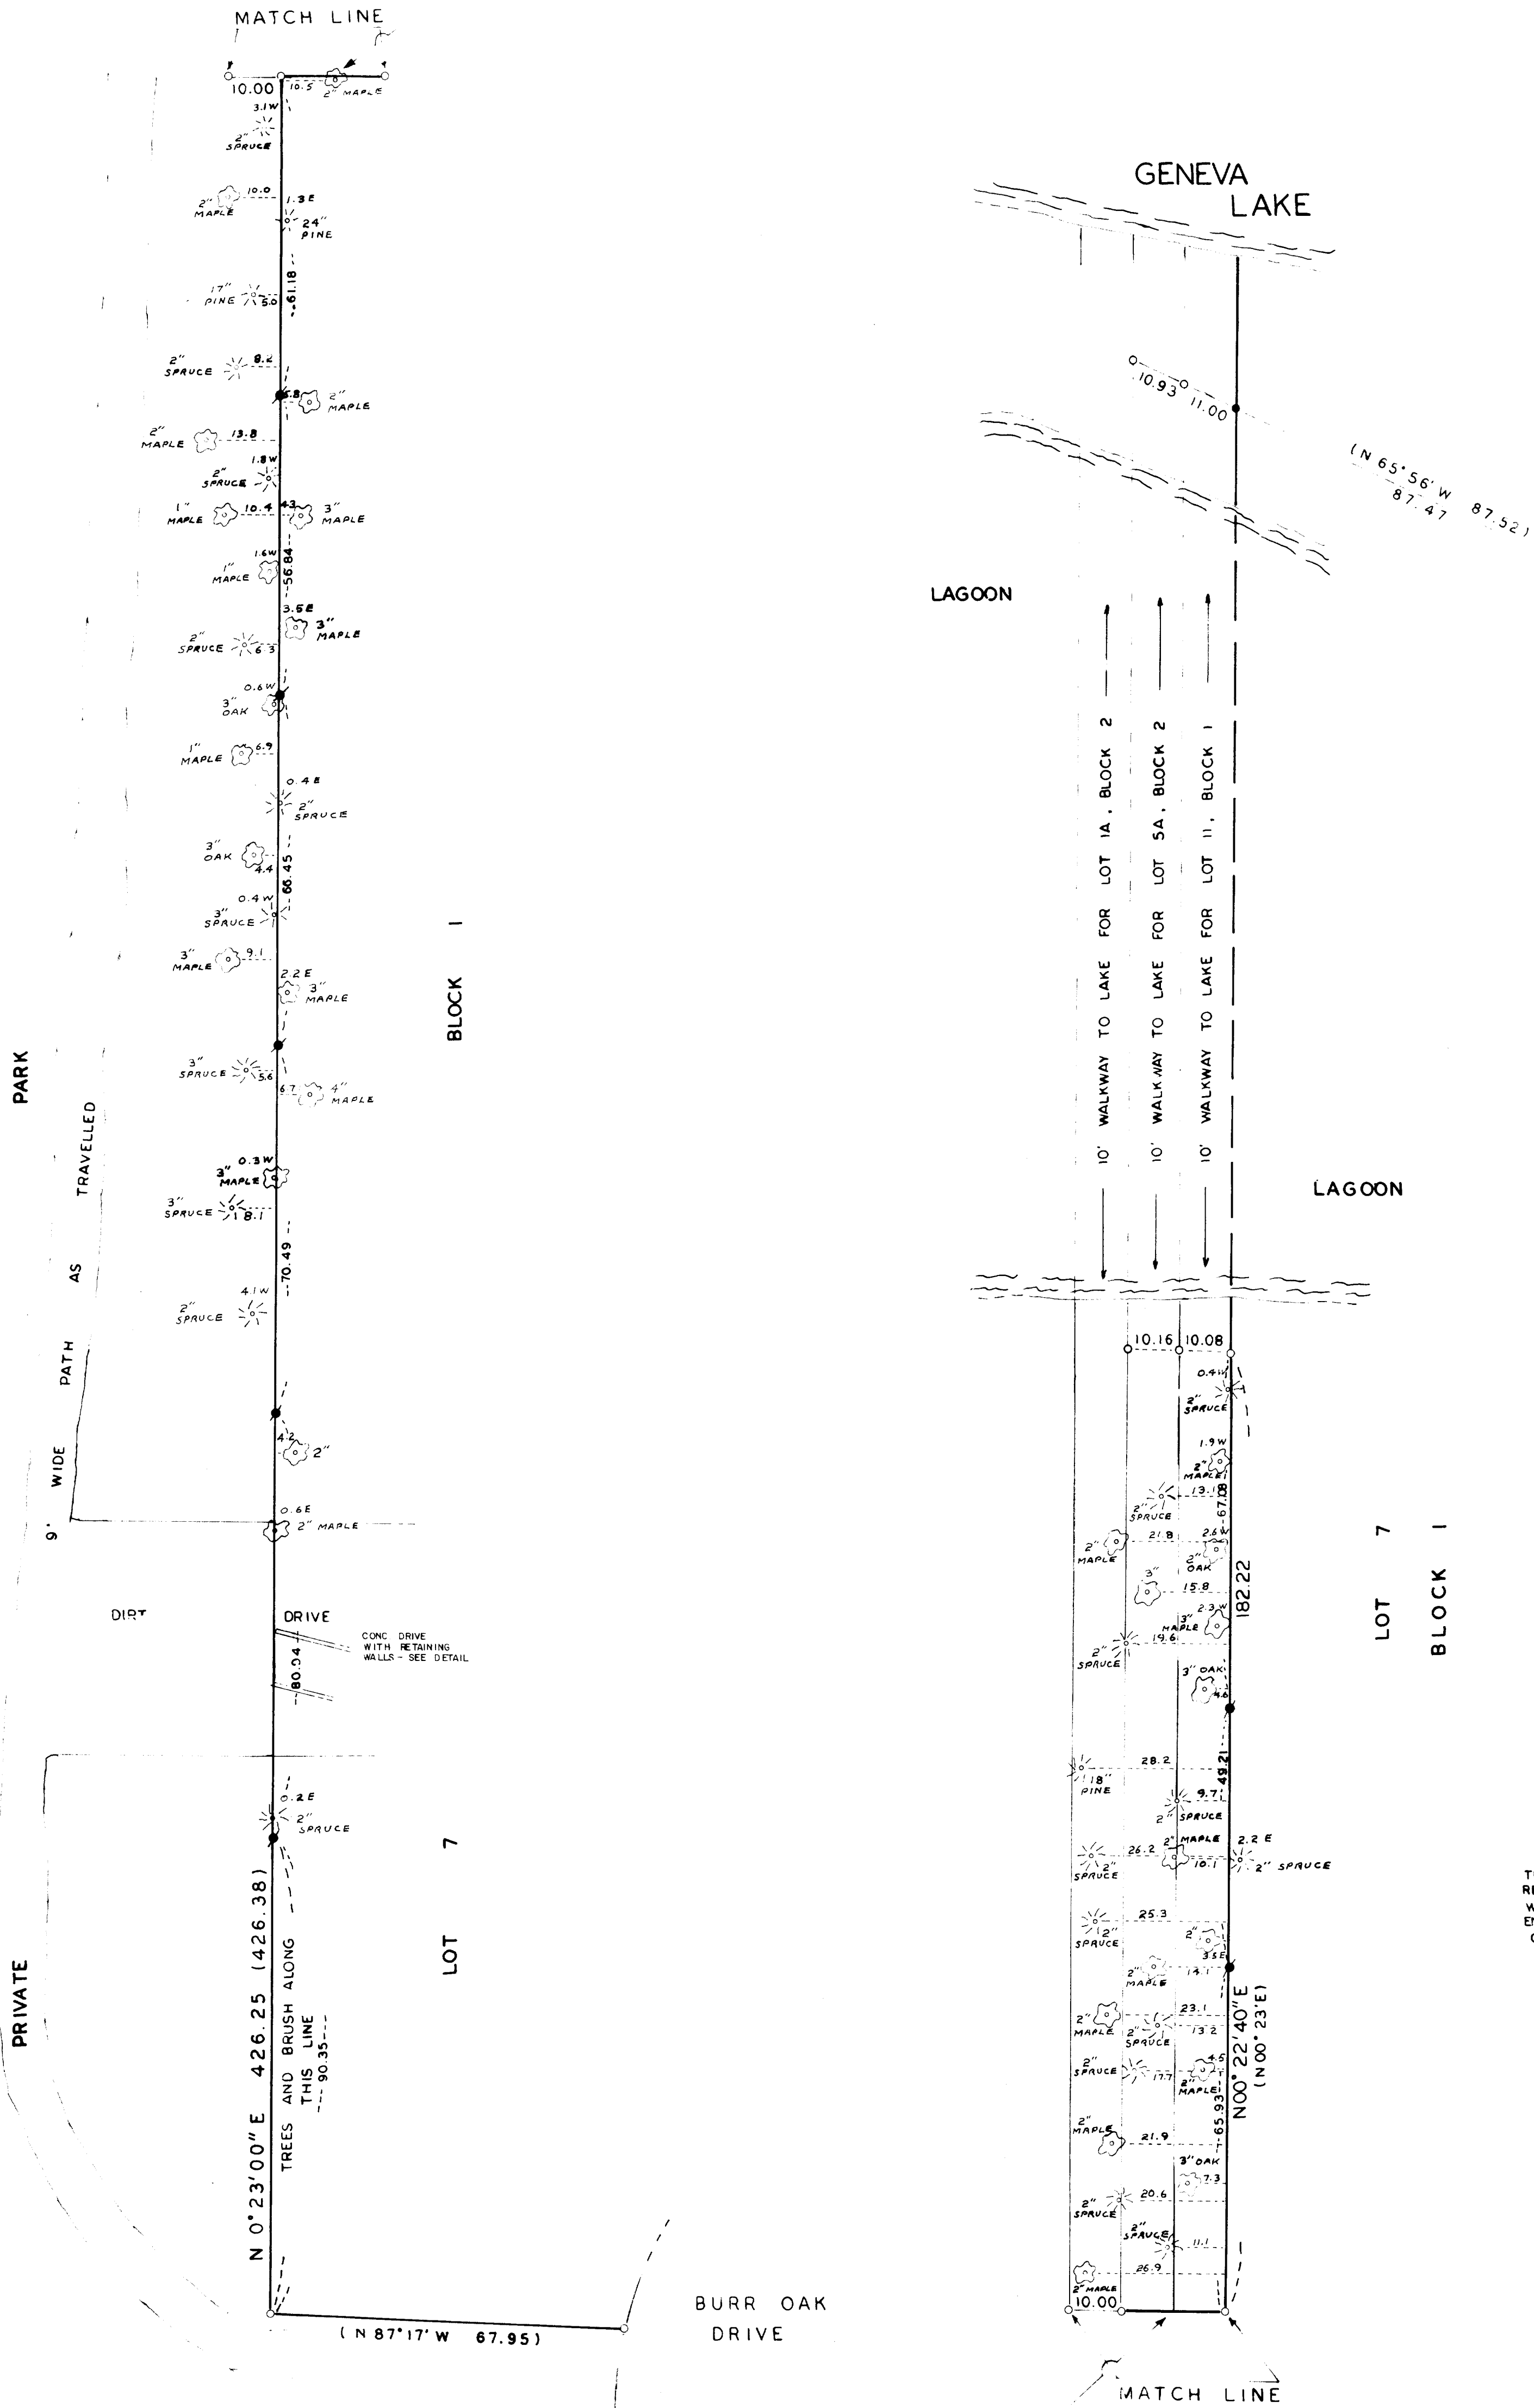 MATCH LINE
10.00
10.5
2" MAPLE
3.1W
2"
SPRUCE
10.0
2"
MAPLE
1.3 E
24"
PINE
61.18
17"
PINE
5.0
2"
SPRUCE
8.2
5.8
2"
MAPLE
2"
MAPLE
13.8
1.8W
2"
SPRUCE
1"
MAPLE
10.4
43
3"
MAPLE
1.6W
1"
MAPLE
56.84
3.5 E
3"
MAPLE
2"
SPRUCE
6.3
0.6W
3"
OAK
1"
MAPLE
6.9
0.4 E
2"
SPRUCE
3"
OAK
4.4
66.45
0.4W
3"
SPRUCE
3"
MAPLE
9.1
2.2 E
3"
MAPLE
BLOCK 1
3"
SPRUCE
5.6
6.7
4"
MAPLE
0.3W
3"
MAPLE
3"
SPRUCE
8.1
70.49
4.1W
2"
SPRUCE
4.2
2"
0.6E
2" MAPLE
PRIVATE PARK
9' WIDE PATH AS TRAVELLED
DIRT DRIVE
CONC DRIVE
WITH RETAINING
WALLS - SEE DETAIL
80.94
0.2E
2"
SPRUCE
LOT 7
N 0°23'00" E 426.25 (426.38)
TREES AND BRUSH ALONG
THIS LINE
90.35
(N 87°17' W 67.95)
BURR OAK
DRIVE
GENEVA
LAKE
10.93
11.00
(N 65°56' W 87.52)
87.47
LAGOON
10' WALKWAY TO LAKE FOR LOT 1A, BLOCK 2
10' WALKWAY TO LAKE FOR LOT 5A, BLOCK 2
10' WALKWAY TO LAKE FOR LOT 11, BLOCK 1
LAGOON
10.16
10.08
0.4W
2"
SPRUCE
1.9W
2"
MAPLE
13.1
2"
SPRUCE
67.08
2"
MAPLE
21.8
2.6W
2"
OAK
3"
15.8
2.3W
3"
MAPLE
182.22
2"
SPRUCE
19.6
3" OAK
4.6
LOT 7
BLOCK 1
28.2
18"
PINE
49.21
9.7
2" SPRUCE
2" MAPLE
26.2
2"
SPRUCE
10.1
2.2 E
2" SPRUCE
25.3
2"
SPRUCE
2"
3.5E
2"
MAPLE
14.1
2"
MAPLE
23.1
2"
SPRUCE
13.2
2"
SPRUCE
17.7
4.5
2"
MAPLE
N00°22'40"E
(N 00°23'E)
65.93
2"
MAPLE
21.9
3" OAK
7.3
2"
SPRUCE
20.6
2"
SPRUCE
11.1
26.9
2" MAPLE
10.00
MATCH LINE